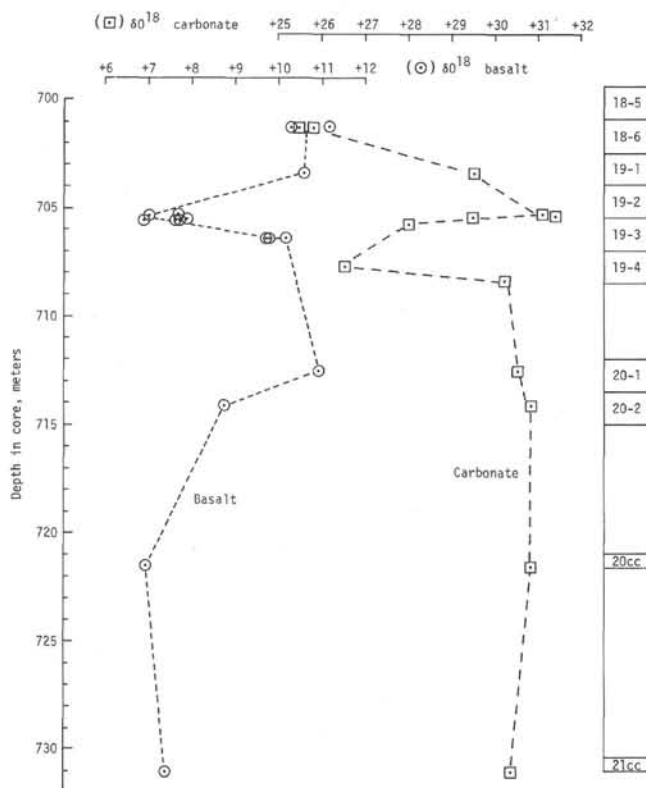 (⊡) δO¹⁸ carbonate
+25 +26 +27 +28 +29 +30 +31 +32
+6 +7 +8 +9 +10 +11 +12
(⊙) δO¹⁸ basalt
700
705
710
715
720
725
730
Depth in core, meters
Basalt
Carbonate
18-5
18-6
19-1
19-2
19-3
19-4
20-1
20-2
20cc
21cc